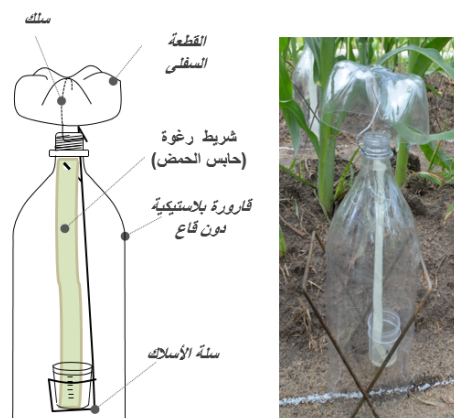 سلك
القطعة
السفلى
شريط رغوة
(حابس الحمض)
قارورة بلاستيكية
دون قاع
سلة الأسلاك